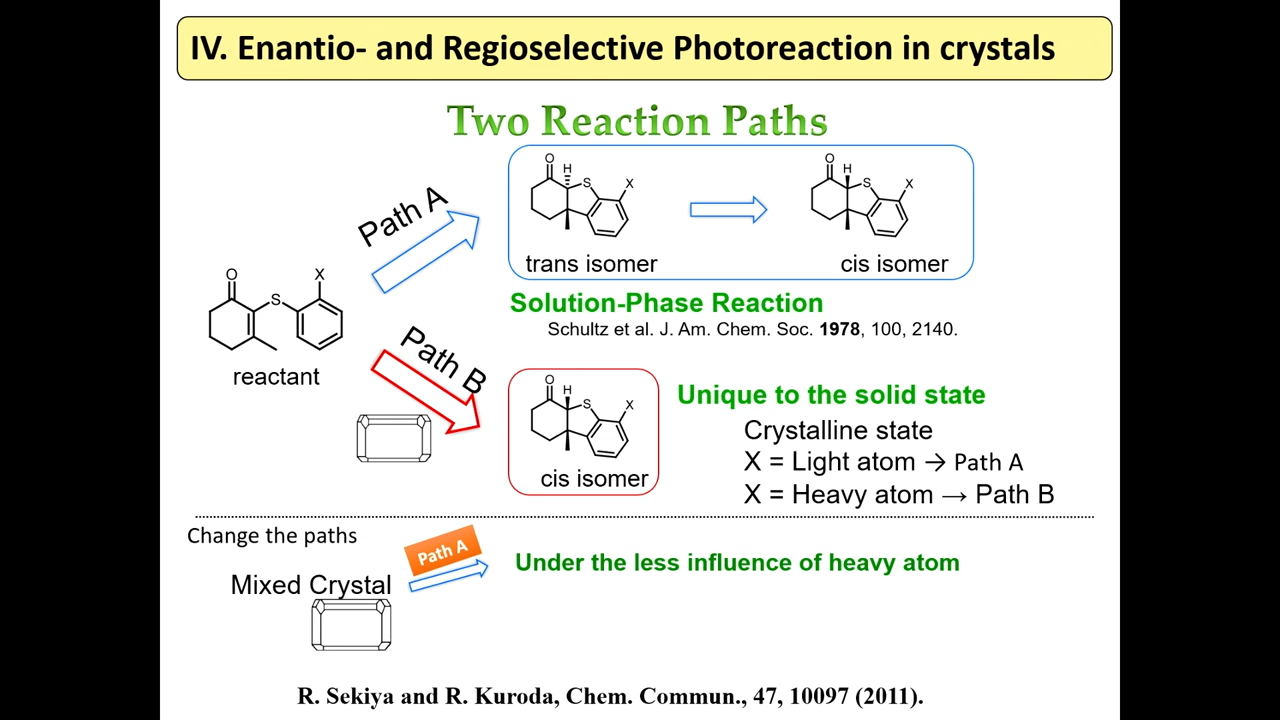 IV. Enantio- and Regioselective Photoreaction in crystals
Two Reaction Paths
Path A
O
H
S
X
trans isomer
O
H
S
X
cis isomer
Solution-Phase Reaction
Schultz et al. J. Am. Chem. Soc. 1978, 100, 2140.
O
S
X
reactant
Path B
O
H
S
X
cis isomer
Unique to the solid state
Crystalline state
X = Light atom → Path A
X = Heavy atom → Path B
Change the paths
Mixed Crystal
Path A
Under the less influence of heavy atom
R. Sekiya and R. Kuroda, Chem. Commun., 47, 10097 (2011).